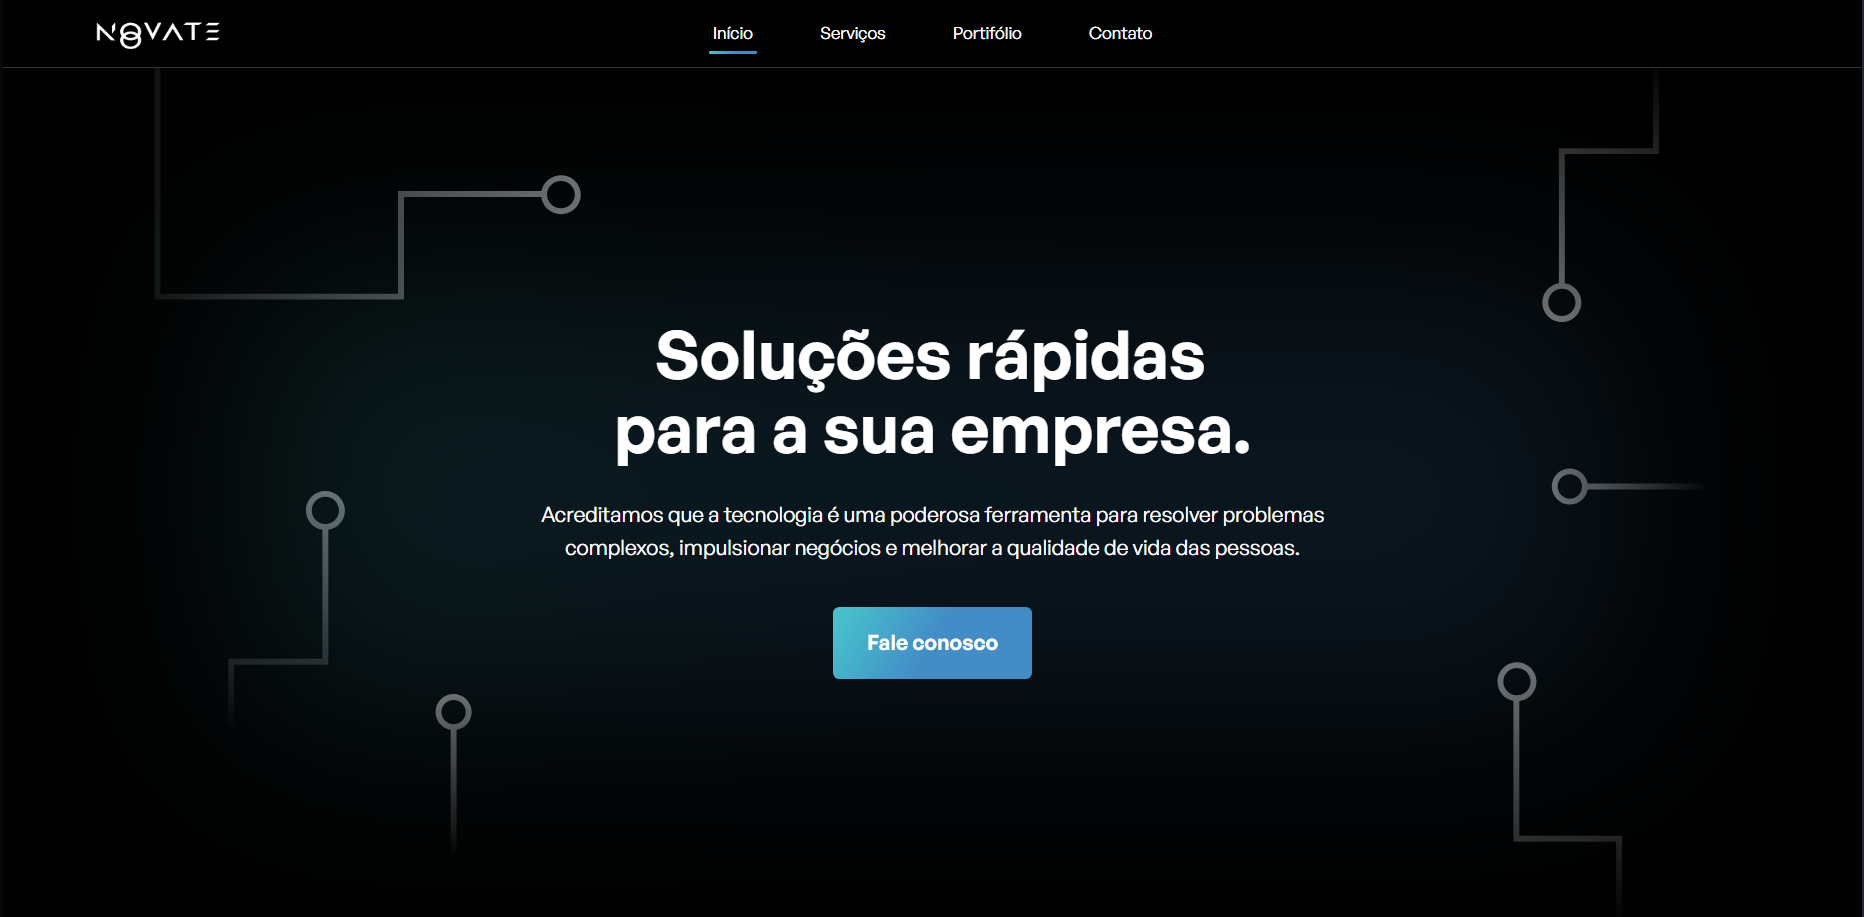 NOVATE
Início
Serviços
Portifólio
Contato
Soluções rápidas
para a sua empresa.
Acreditamos que a tecnologia é uma poderosa ferramenta para resolver problemas
complexos, impulsionar negócios e melhorar a qualidade de vida das pessoas.
Fale conosco